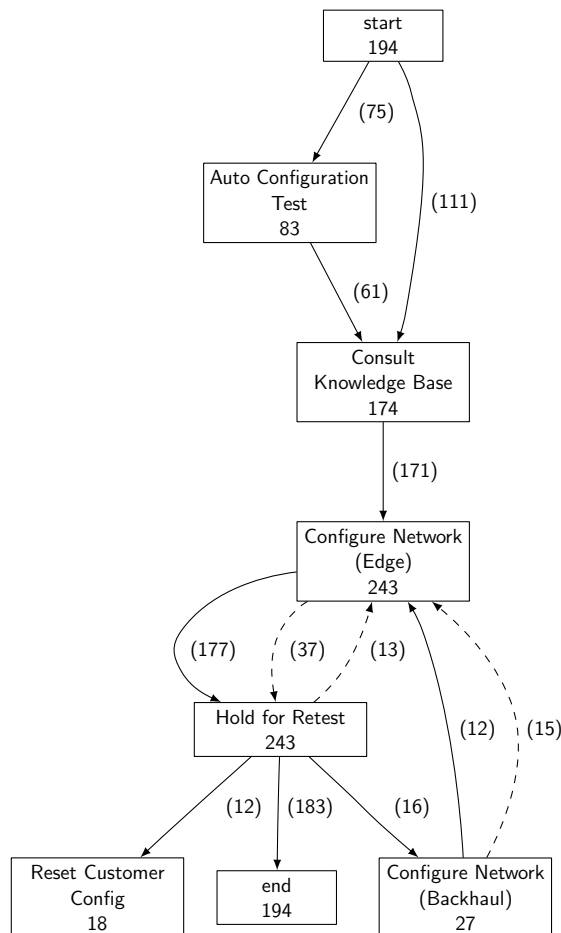 start
194
(75)
Auto Configuration
Test
83
(111)
(61)
Consult
Knowledge Base
174
(171)
Configure Network
(Edge)
243
(177)
(37)
(13)
Hold for Retest
243
(12)
(15)
(12)
(183)
(16)
Reset Customer
Config
18
end
194
Configure Network
(Backhaul)
27